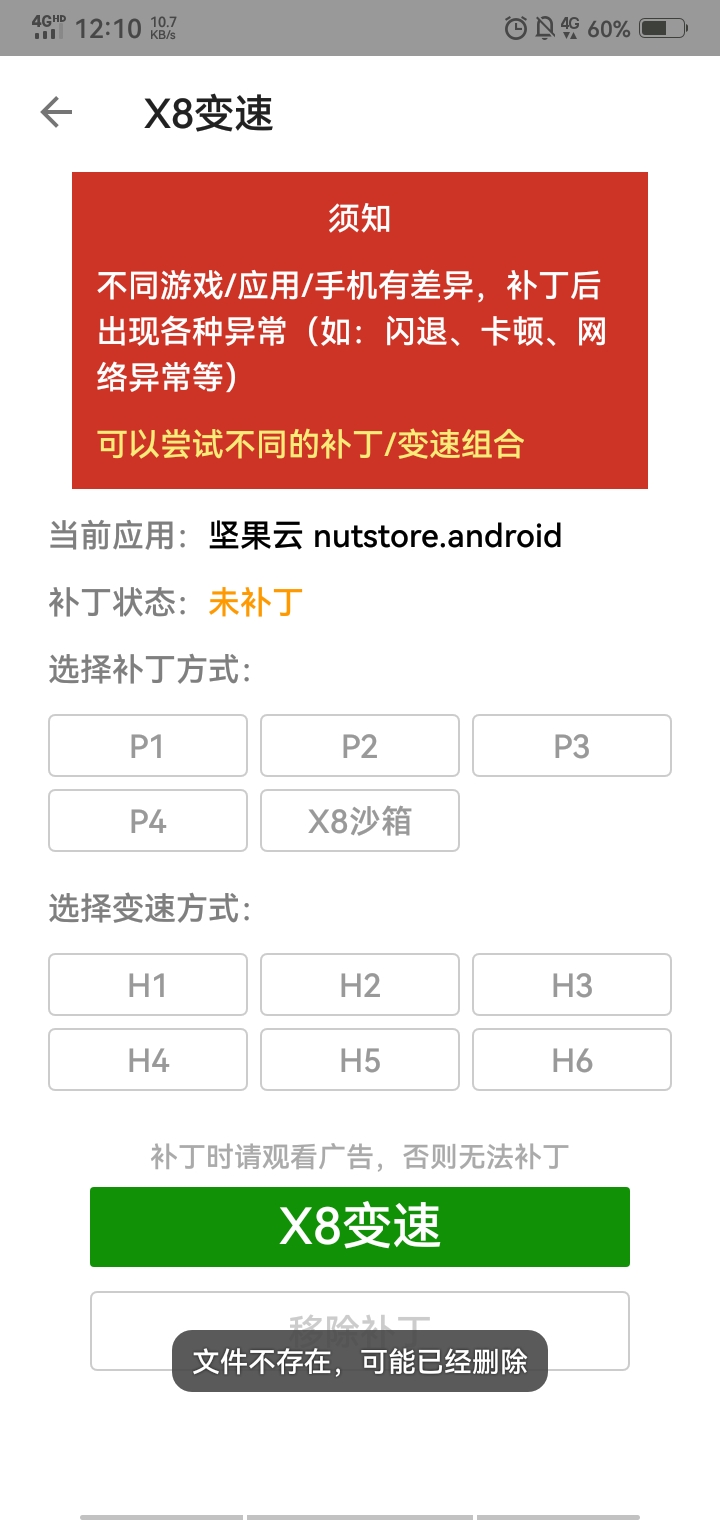 4GHD 12:10 10.7 KB/s 4G 60%
X8变速
须知
不同游戏/应用/手机有差异，补丁后
出现各种异常（如：闪退、卡顿、网
络异常等）
可以尝试不同的补丁/变速组合
当前应用：坚果云 nutstore.android
补丁状态：未补丁
选择补丁方式：
P1 P2 P3
P4 X8沙箱
选择变速方式：
H1 H2 H3
H4 H5 H6
补丁时请观看广告，否则无法补丁
X8变速
移除补丁
文件不存在，可能已经删除